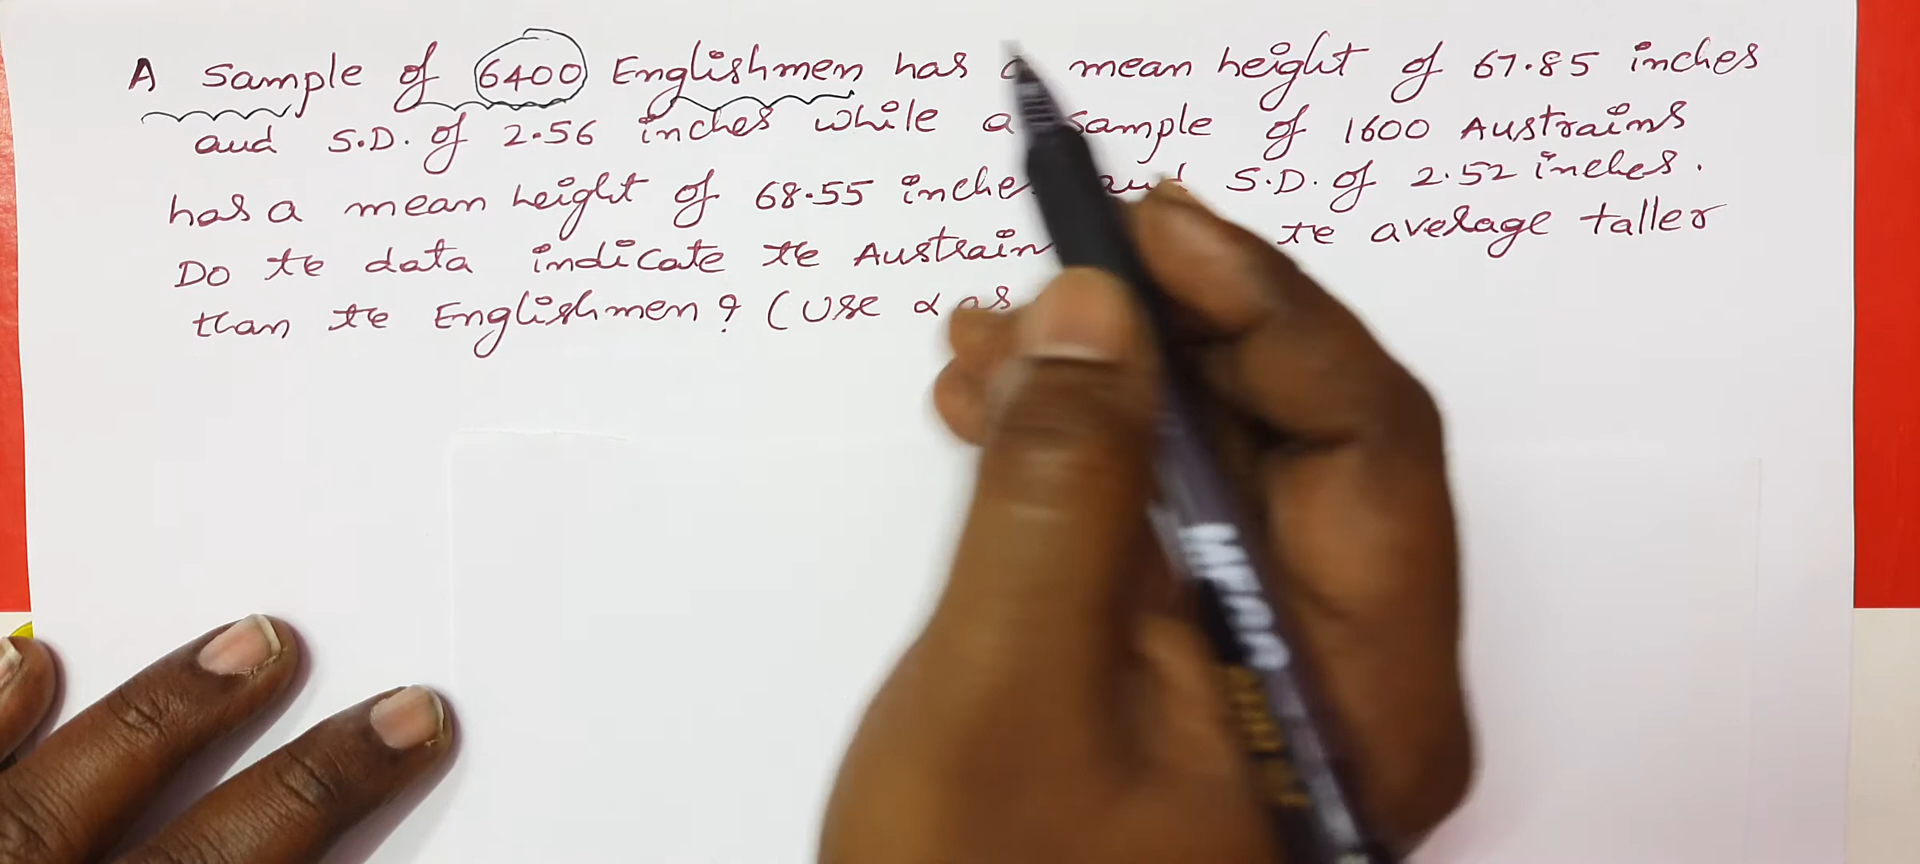 A sample of 6400 Englishmen has a mean height of 67.85 inches
and S.D. of 2.56 inches while a sample of 1600 Austrains
has a mean height of 68.55 inches and S.D. of 2.52 inches.
Do te data indicate te Austrain te average taller
than te Englishmen? (Use α as